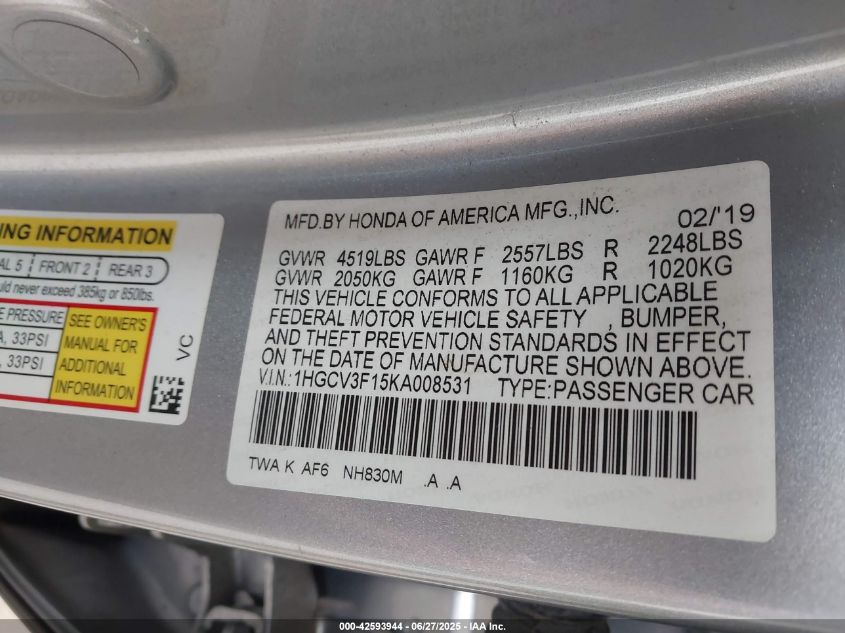 NG INFORMATION
AL 5 FRONT 2 REAR 3
ould never exceed 385kg or 850lbs.
E PRESSURE
A, 33PSI
, 33PSI
SEE OWNER'S
MANUAL FOR
ADDITIONAL
INFORMATION
VC
MFD.BY HONDA OF AMERICA MFG.,INC. 02/'19
GVWR 4519LBS GAWR F 2557LBS R 2248LBS
GVWR 2050KG GAWR F 1160KG R 1020KG
THIS VEHICLE CONFORMS TO ALL APPLICABLE
FEDERAL MOTOR VEHICLE SAFETY , BUMPER,
AND THEFT PREVENTION STANDARDS IN EFFECT
ON THE DATE OF MANUFACTURE SHOWN ABOVE.
V.I.N.:1HGCV3F15KA008531 TYPE:PASSENGER CAR
TWA K AF6 NH830M .A .A
000-42593944 | 06/27/2025 - IAA Inc.